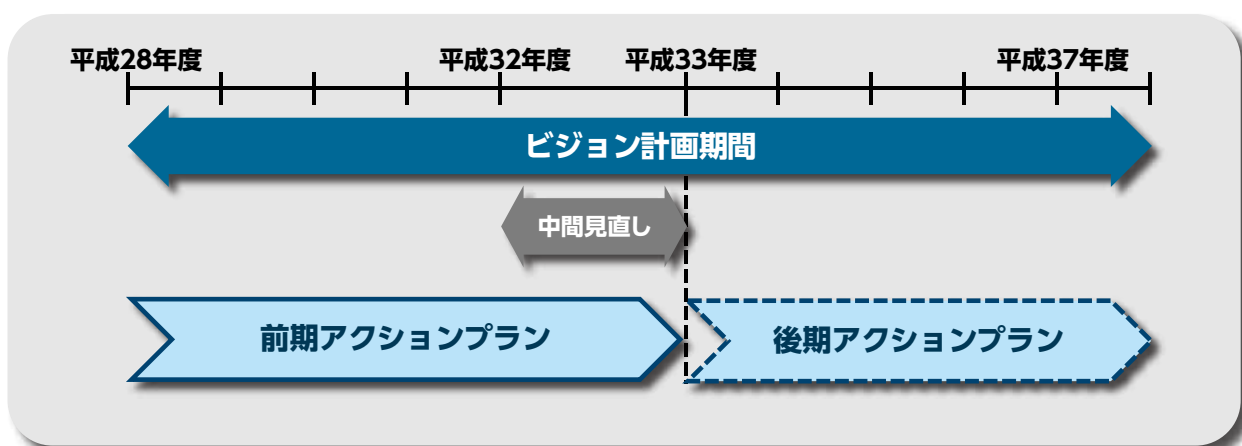 平成28年度
平成32年度
平成33年度
平成37年度
ビジョン計画期間
中間見直し
前期アクションプラン
後期アクションプラン